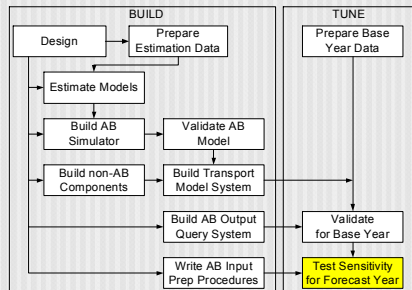 BUILD
TUNE
Design
Prepare
Estimation Data
Prepare Base
Year Data
Estimate Models
Build AB
Simulator
Validate AB
Model
Build non-AB
Components
Build Transport
Model System
Build AB Output
Query System
Validate
for Base Year
Write AB Input
Prep Procedures
Test Sensitivity
for Forecast Year